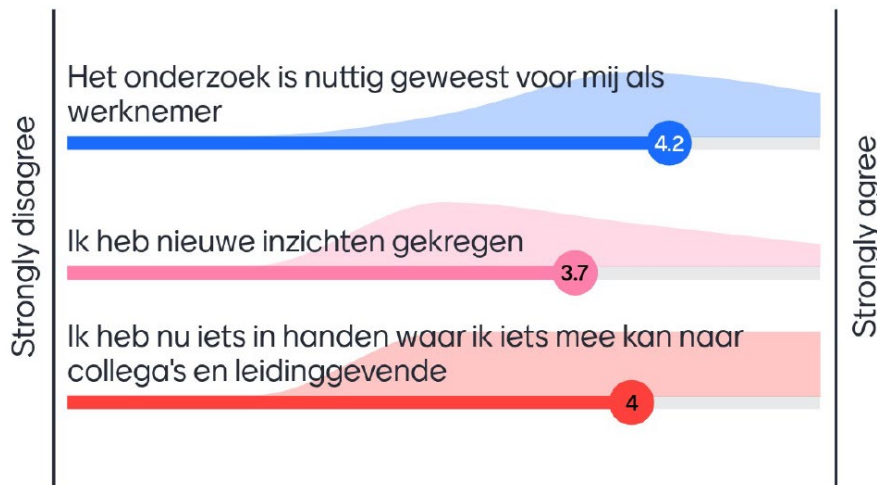 Strongly disagree
Het onderzoek is nuttig geweest voor mij als
werknemer
4.2
Ik heb nieuwe inzichten gekregen
3.7
Ik heb nu iets in handen waar ik iets mee kan naar
collega's en leidinggevende
4
Strongly agree